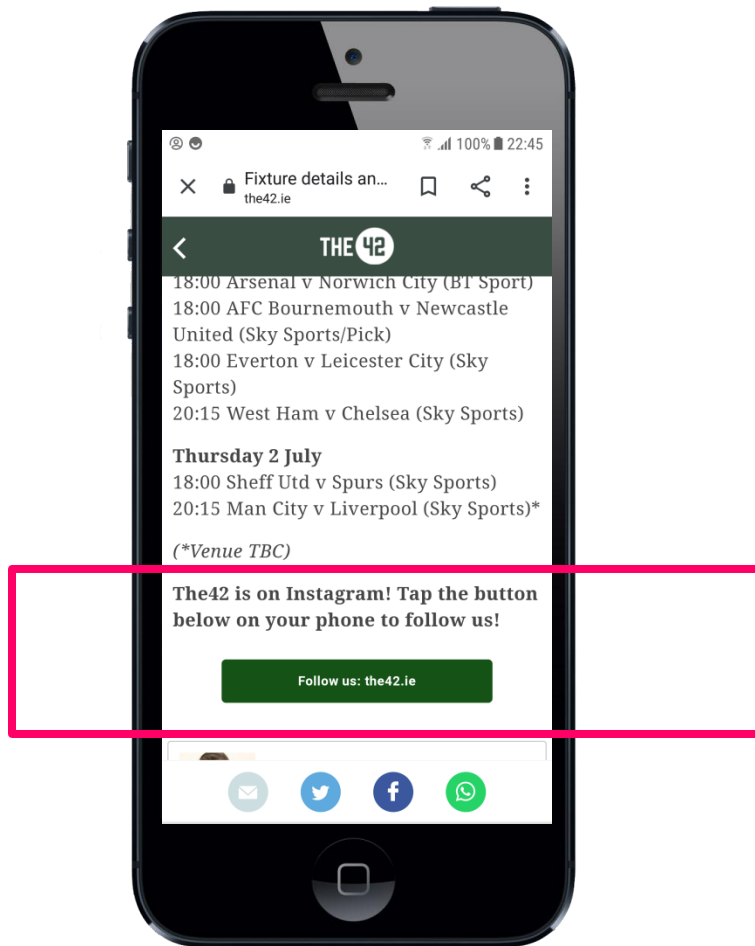 100% 22:45
Fixture details an...
the42.ie
THE 42
18:00 Arsenal v Norwich City (BT Sport)
18:00 AFC Bournemouth v Newcastle
United (Sky Sports/Pick)
18:00 Everton v Leicester City (Sky
Sports)
20:15 West Ham v Chelsea (Sky Sports)
Thursday 2 July
18:00 Sheff Utd v Spurs (Sky Sports)
20:15 Man City v Liverpool (Sky Sports)*
(*Venue TBC)
The42 is on Instagram! Tap the button
below on your phone to follow us!
Follow us: the42.ie